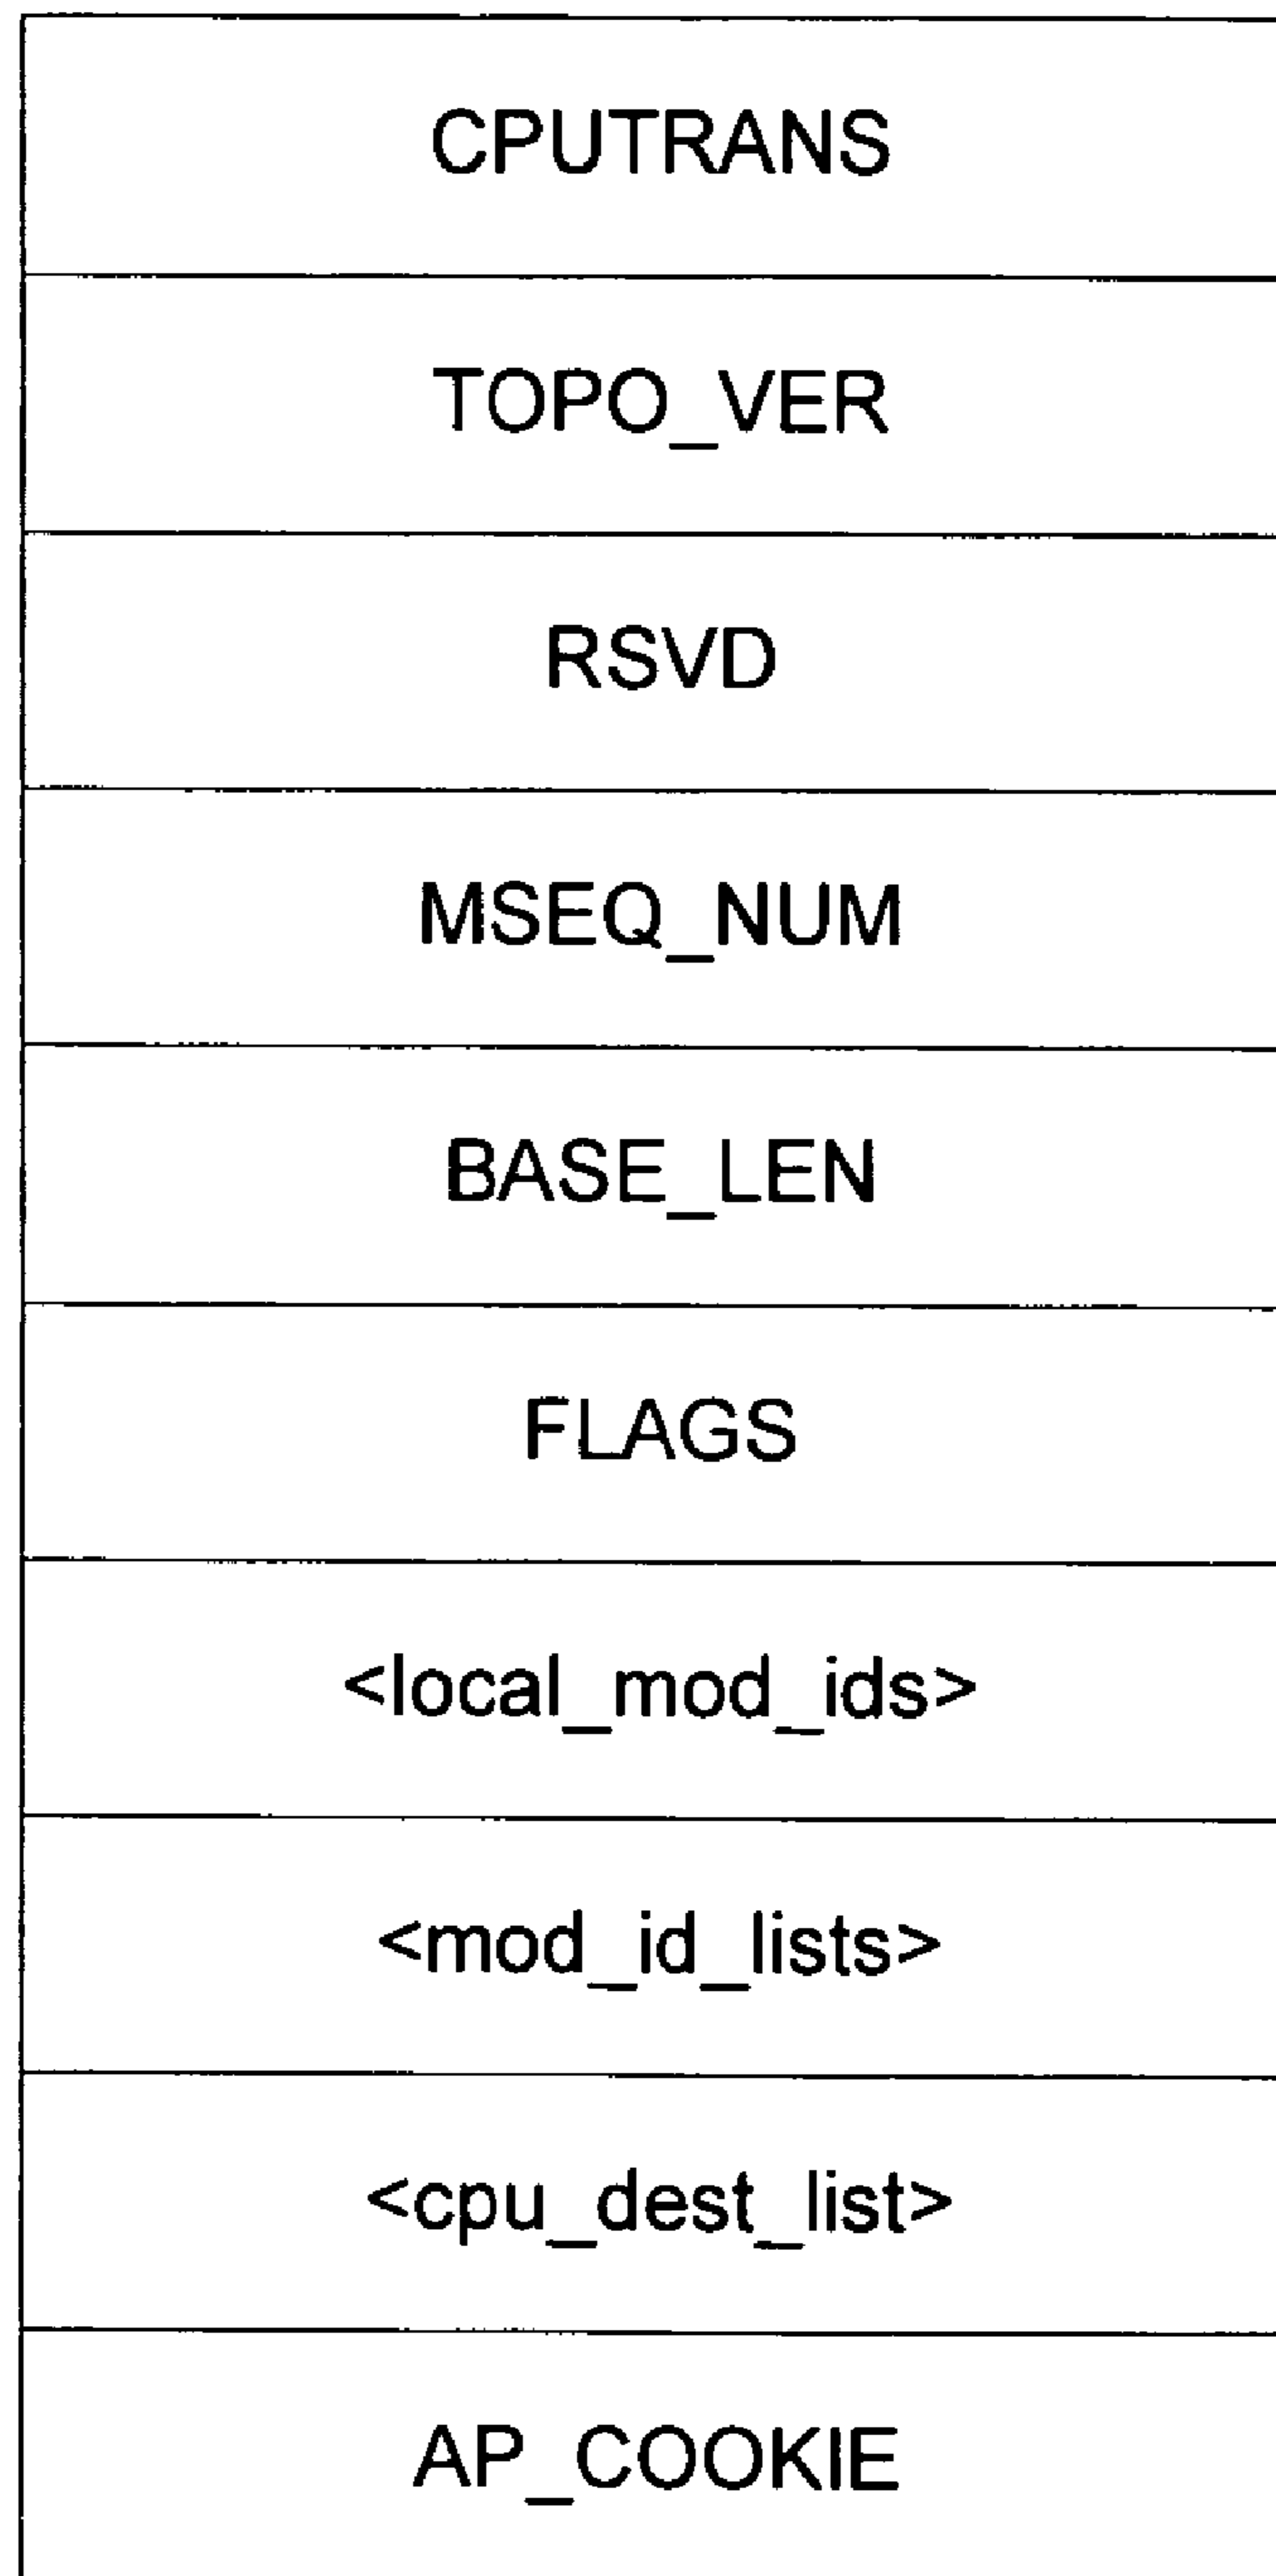 CPUTRANS
TOPO_VER
RSVD
MSEQ_NUM
BASE_LEN
FLAGS
<local_mod_ids>
<mod_id_lists>
<cpu_dest_list>
AP_COOKIE